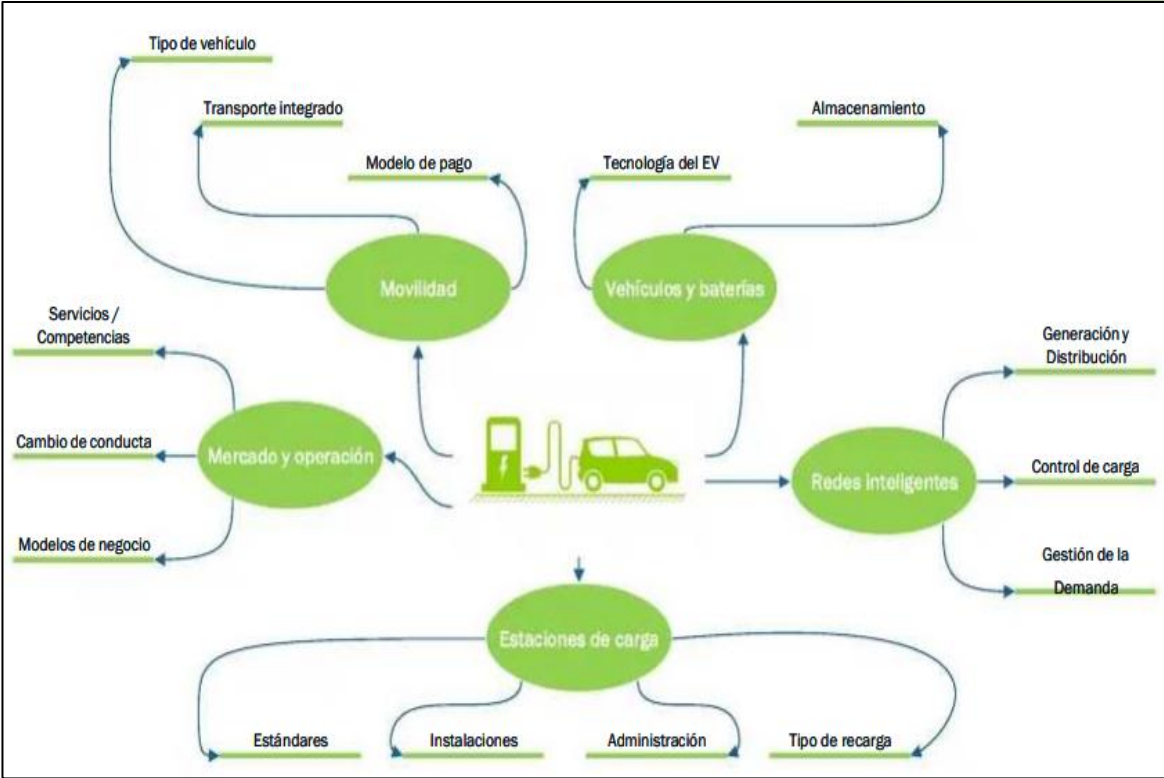 Tipo de vehículo
Transporte integrado
Almacenamiento
Modelo de pago
Tecnología del EV
Movilidad
Vehículos y baterías
Servicios /
Competencias
Generación y
Distribución
Cambio de conducta
Mercado y operación
Redes inteligentes
Control de carga
Modelos de negocio
Gestión de la
Demanda
Estaciones de carga
Estándares
Instalaciones
Administración
Tipo de recarga